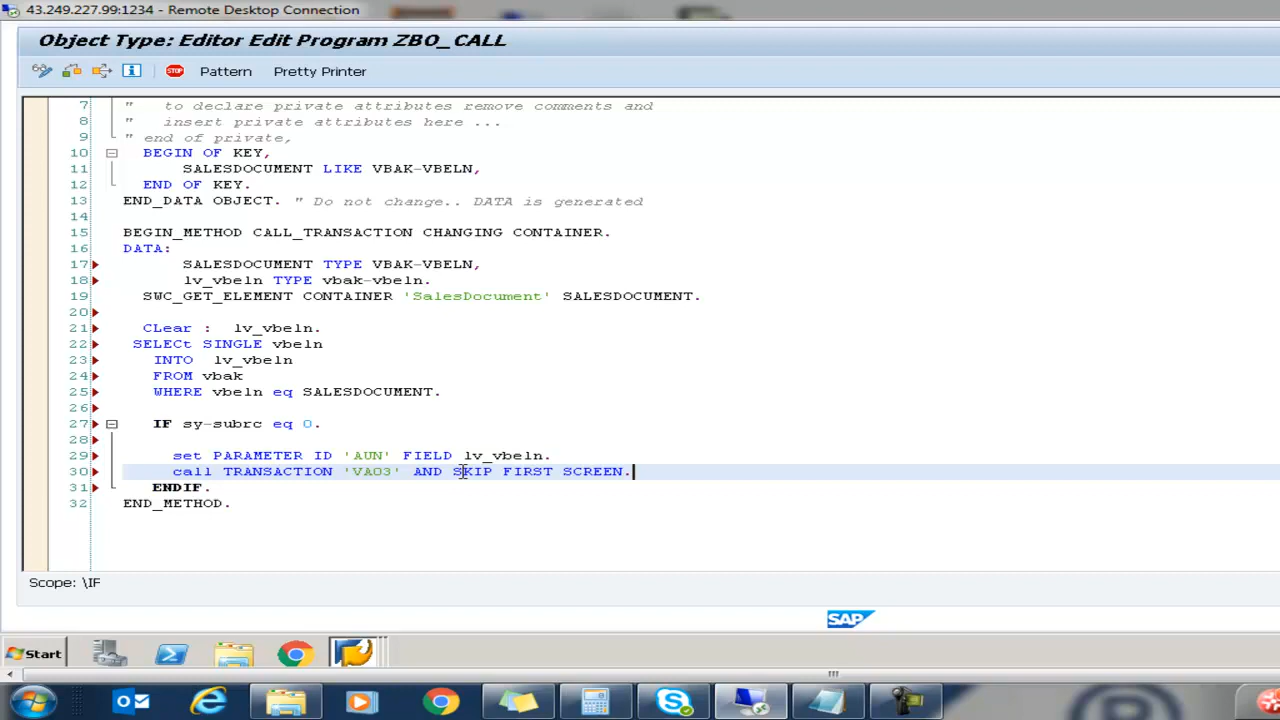 43.249.227.99:1234 - Remote Desktop Connection
Object Type: Editor Edit Program ZBO_CALL
STOP Pattern Pretty Printer
7 " to declare private attributes remove comments and
8 " insert private attributes here ...
9 " end of private,
10 BEGIN OF KEY,
11 SALESDOCUMENT LIKE VBAK-VBELN,
12 END OF KEY.
13 END_DATA OBJECT. " Do not change.. DATA is generated
14
15 BEGIN_METHOD CALL_TRANSACTION CHANGING CONTAINER.
16 DATA:
17 SALESDOCUMENT TYPE VBAK-VBELN,
18 lv_vbeln TYPE vbak-vbeln.
19 SWC_GET_ELEMENT CONTAINER 'SalesDocument' SALESDOCUMENT.
20
21 CLear : lv_vbeln.
22 SELECt SINGLE vbeln
23 INTO lv_vbeln
24 FROM vbak
25 WHERE vbeln eq SALESDOCUMENT.
26
27 IF sy-subrc eq 0.
28
29 set PARAMETER ID 'AUN' FIELD lv_vbeln.
30 call TRANSACTION 'VA03' AND SKIP FIRST SCREEN.
31 ENDIF.
32 END_METHOD.
Scope: \IF
SAP
Start